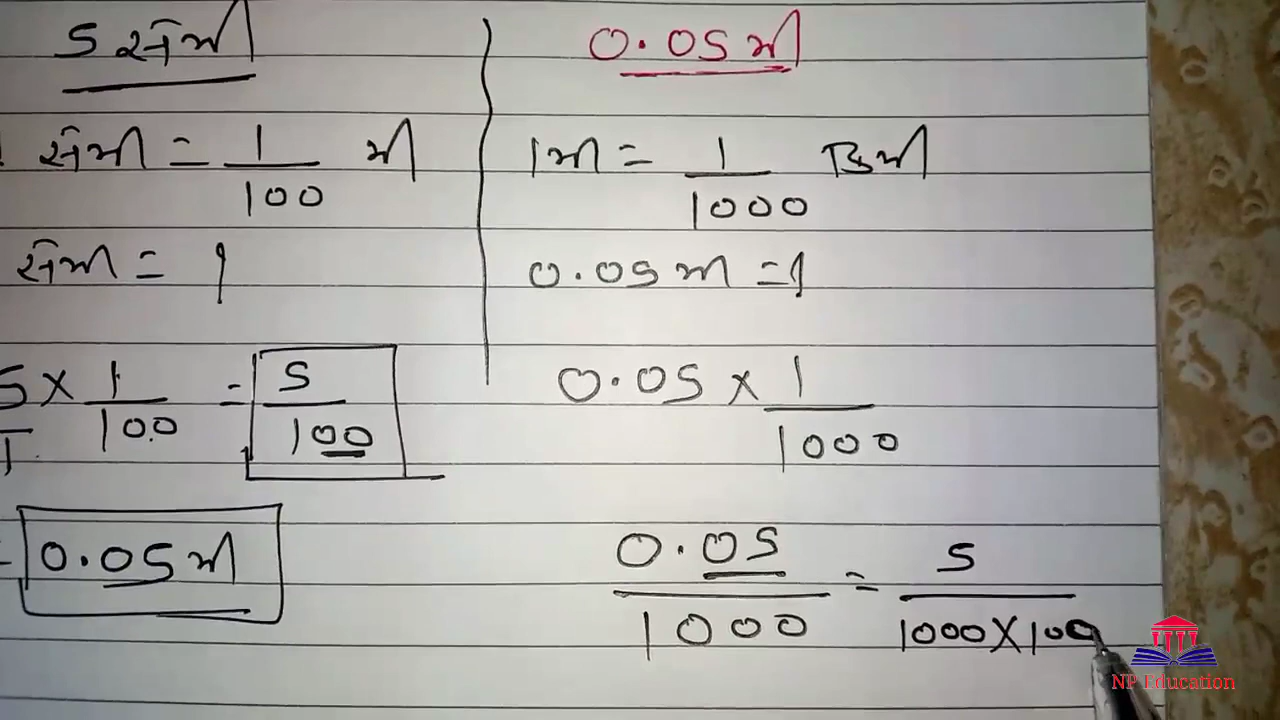 5 સેમી
સેમી = 1/100 મી
સેમી = ?
5/1 × 1/100 = 5/100
0.05 મી
0.05 મી
1 મી = 1/1000 કિમી
0.05 મી = ?
0.05 × 1/1000
0.05/1000 = 5/1000×100
NP Education